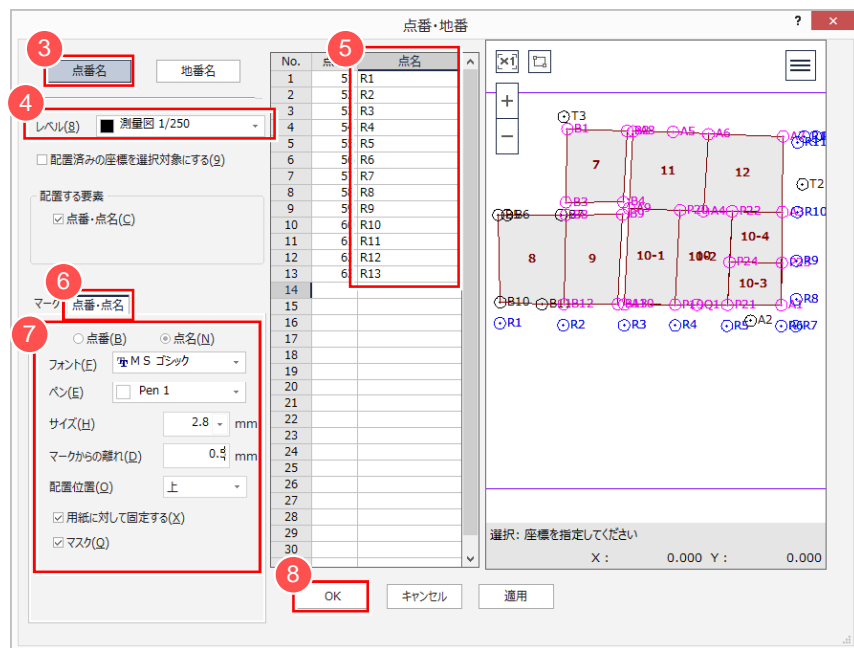 点番・地番
?
×
3
点番名
地番名
4
レベル(8)
測量図 1/250
配置済みの座標を選択対象にする(9)
配置する要素
点番・点名(C)
6
マーク
点番・点名
7
点番(B)
点名(N)
フォント(F)
MS ゴシック
ペン(E)
Pen 1
サイズ(H)
2.8
mm
マークからの離れ(D)
0.5
mm
配置位置(O)
上
用紙に対して固定する(X)
マスク(Q)
5
No.
点名
1 R1
2 R2
3 R3
4 R4
5 R5
6 R6
7 R7
8 R8
9 R9
10 R10
11 R11
12 R12
13 R13
14
15
16
17
18
19
20
21
22
23
24
25
26
27
28
29
30
×1
T3
B1
A5
A6
7
11
12
T2
B3
B4
A9
A4
P22
R10
B6
B9
10-4
8
9
10-1
P24
R9
10-3
B10
B12
Q1
P21
A1
R8
R1
R2
R3
R4
R5
A2
R7
選択: 座標を指定してください
X : 0.000 Y : 0.000
8
OK
キャンセル
適用